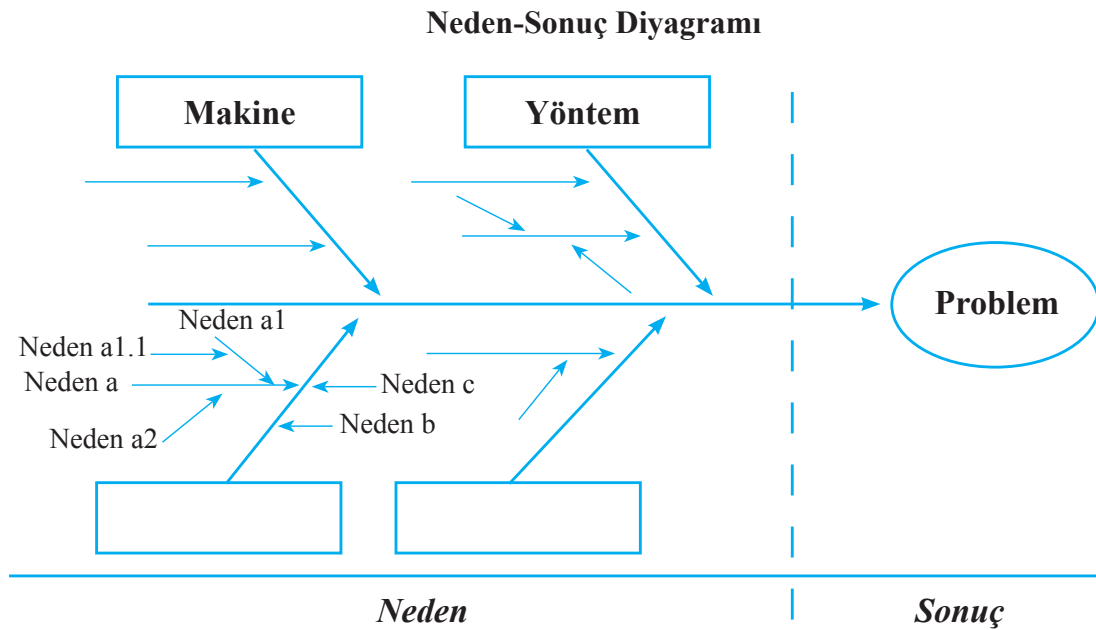 Neden-Sonuç Diyagramı
Makine
Yöntem
Problem
Neden a1
Neden a1.1
Neden a
Neden c
Neden b
Neden a2
Neden
Sonuç